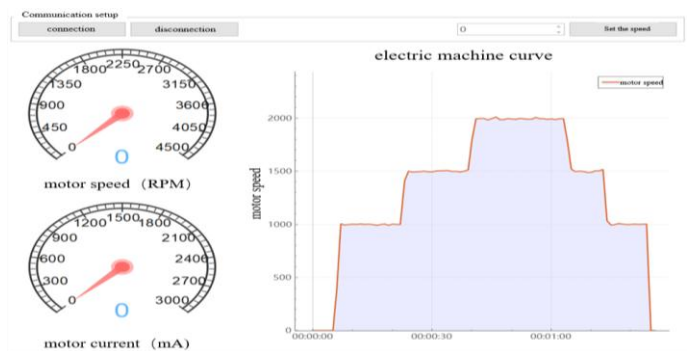 Communication setup
connection disconnection 0 Set the speed
electric machine curve
motor speed
0 450 900 1350 1800 2250 2700 3150 3600 4050 4500
0
motor speed (RPM)
0 300 600 900 1200 1500 1800 2100 2400 2700 3000
0
motor current (mA)
motor speed
2000
1500
1000
500
0
00:00:00 00:00:30 00:01:00